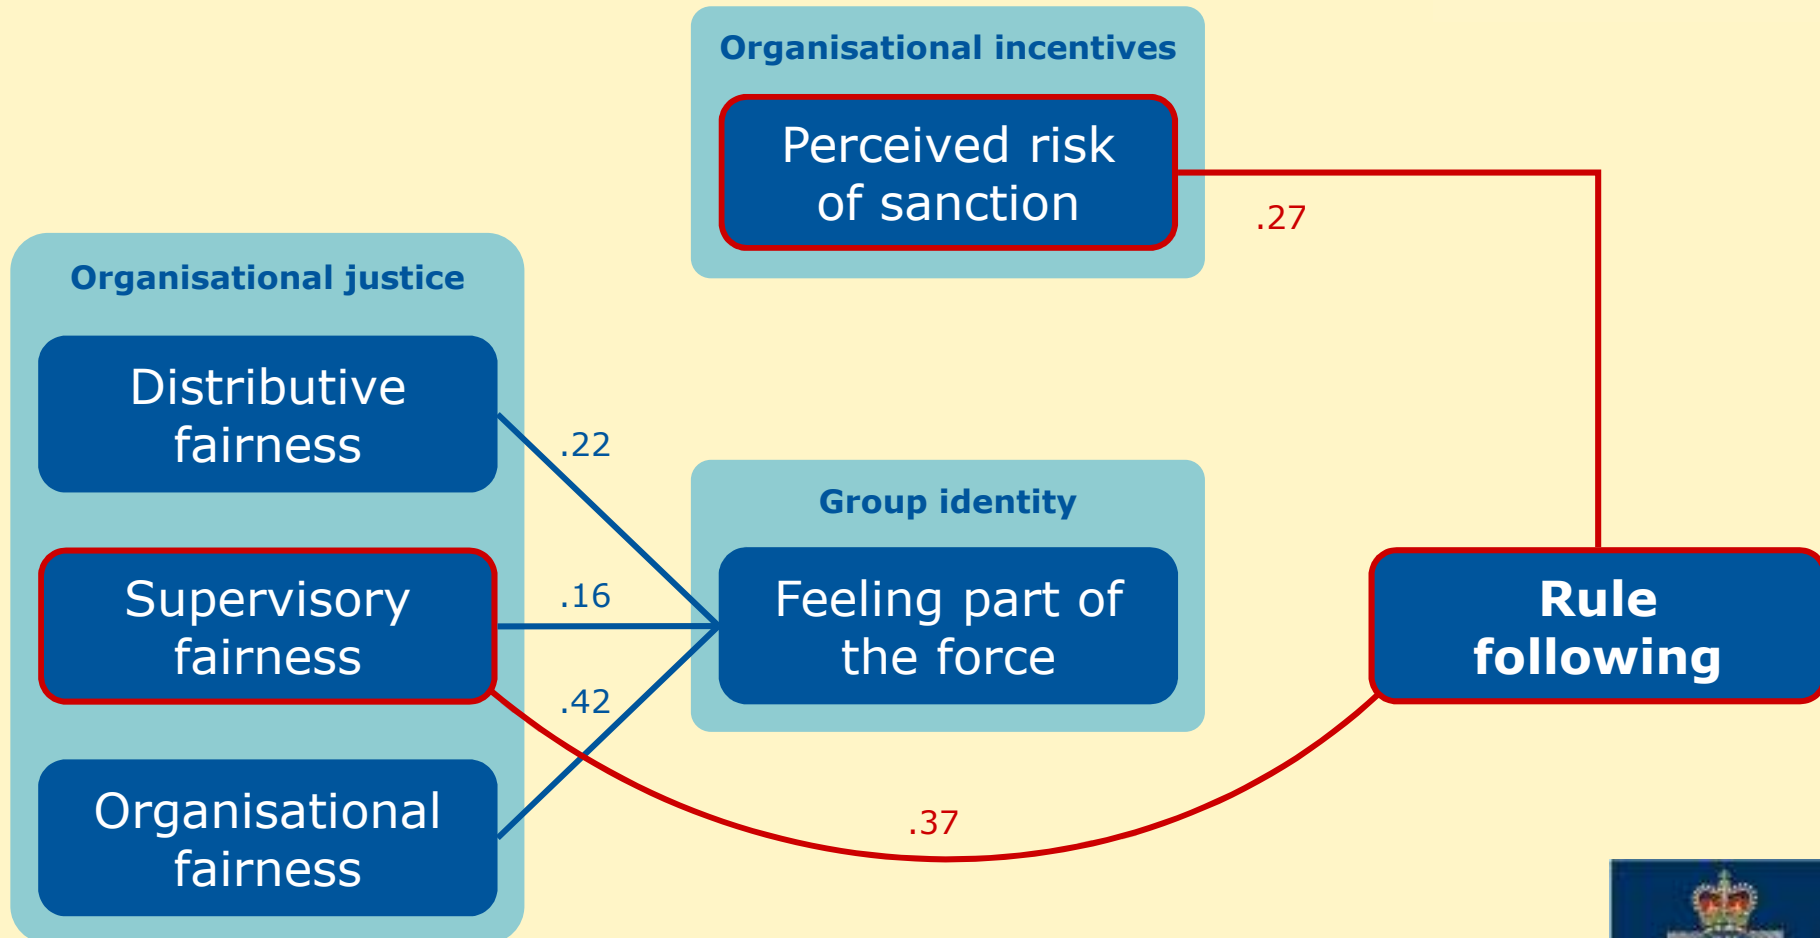 Organisational incentives
Perceived risk
of sanction
.27
Organisational justice
Distributive
fairness
.22
Group identity
Supervisory
fairness
.16
Feeling part of
the force
Rule
following
.42
Organisational
fairness
.37